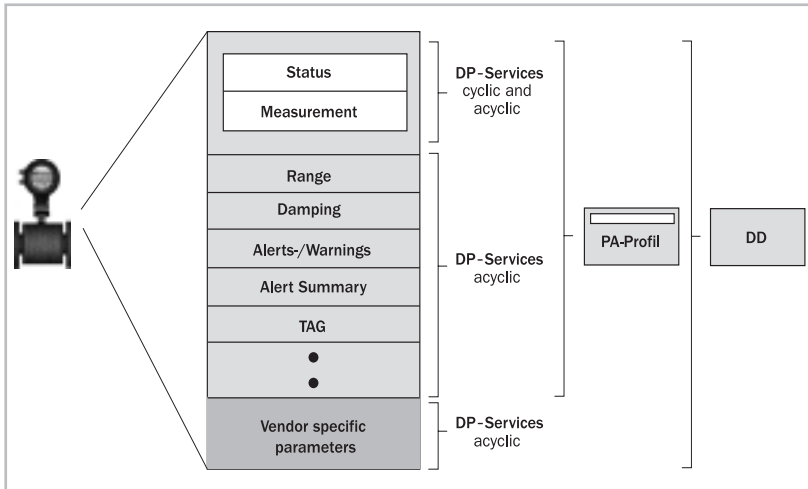 Status
Measurement
DP-Services
cyclic and
acyclic
Range
Damping
Alerts-/Warnings
Alert Summary
TAG
DP-Services
acyclic
Vendor specific
parameters
DP-Services
acyclic
PA-Profil
DD